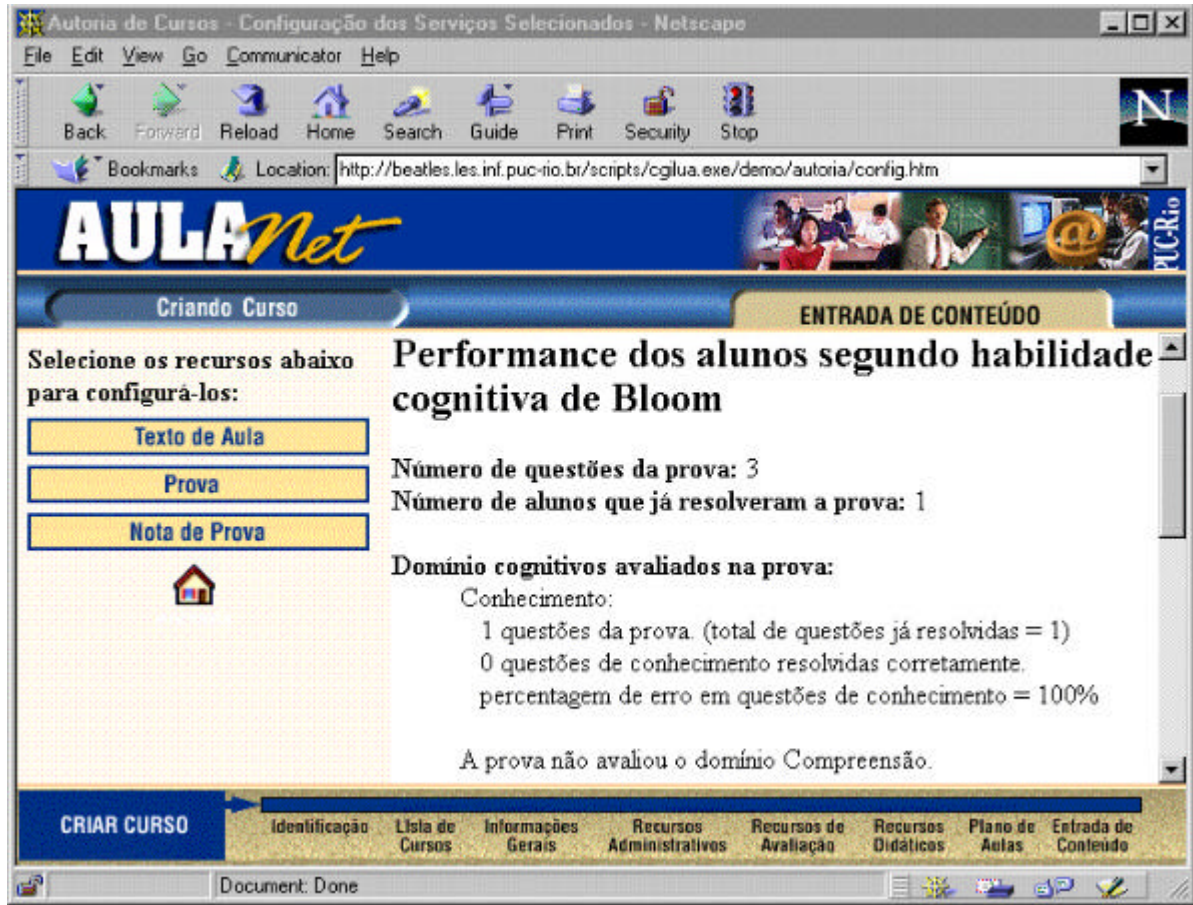 Autoria de Cursos - Configuração dos Serviços Selecionados - Netscape
File Edit View Go Communicator Help
Back Forward Reload Home Search Guide Print Security Stop
N
Bookmarks Location: http://beatles.les.inf.puc-rio.br/scripts/cgilua.exe/demo/autoria/config.htm
AULANet
@
PUC-Rio
Criando Curso
ENTRADA DE CONTEÚDO
Selecione os recursos abaixo
para configurá-los:
Texto de Aula
Prova
Nota de Prova
Performance dos alunos segundo habilidade
cognitiva de Bloom
Número de questões da prova: 3
Número de alunos que já resolveram a prova: 1
Domínio cognitivos avaliados na prova:
Conhecimento:
1 questões da prova. (total de questões já resolvidas = 1)
0 questões de conhecimento resolvidas corretamente.
percentagem de erro em questões de conhecimento = 100%
A prova não avaliou o domínio Compreensão.
CRIAR CURSO
Identificação
Lista de
Cursos
Informações
Gerais
Recursos
Administrativos
Recursos de
Avaliação
Recursos
Didáticos
Plano de
Aulas
Entrada de
Conteúdo
Document: Done